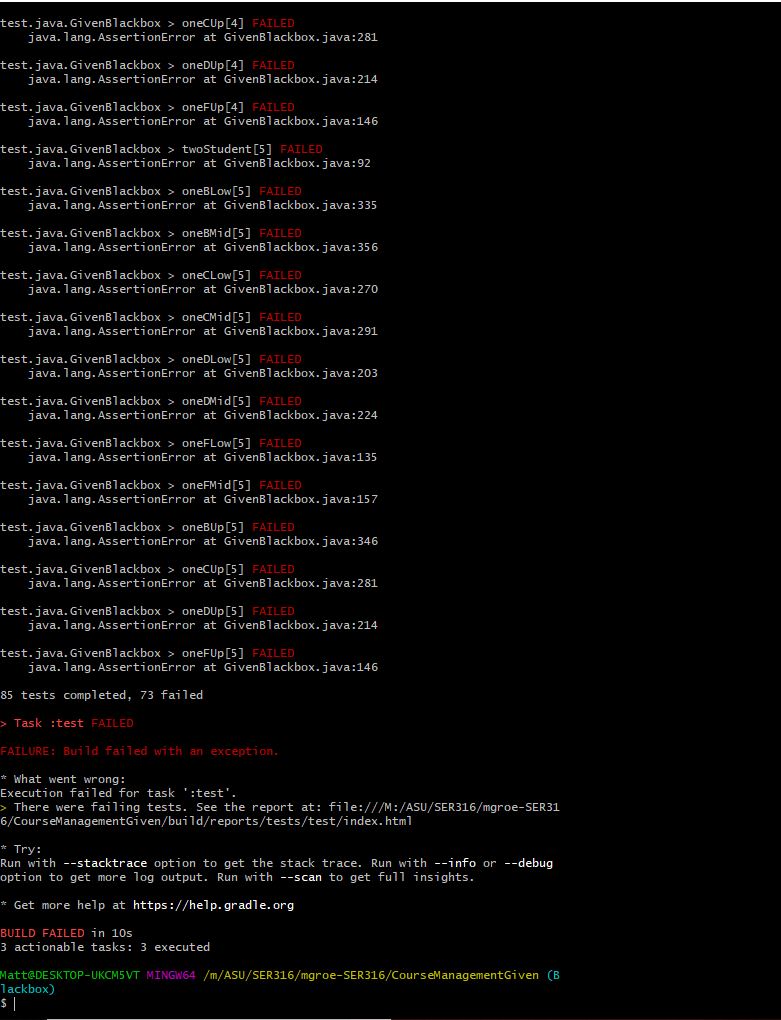 test.java.GivenBlackbox > oneCUp[4] FAILED
    java.lang.AssertionError at GivenBlackbox.java:281

test.java.GivenBlackbox > oneDUp[4] FAILED
    java.lang.AssertionError at GivenBlackbox.java:214

test.java.GivenBlackbox > oneFUp[4] FAILED
    java.lang.AssertionError at GivenBlackbox.java:146

test.java.GivenBlackbox > twoStudent[5] FAILED
    java.lang.AssertionError at GivenBlackbox.java:92

test.java.GivenBlackbox > oneBLow[5] FAILED
    java.lang.AssertionError at GivenBlackbox.java:335

test.java.GivenBlackbox > oneBMid[5] FAILED
    java.lang.AssertionError at GivenBlackbox.java:356

test.java.GivenBlackbox > oneCLow[5] FAILED
    java.lang.AssertionError at GivenBlackbox.java:270

test.java.GivenBlackbox > oneCMid[5] FAILED
    java.lang.AssertionError at GivenBlackbox.java:291

test.java.GivenBlackbox > oneDLow[5] FAILED
    java.lang.AssertionError at GivenBlackbox.java:203

test.java.GivenBlackbox > oneDMid[5] FAILED
    java.lang.AssertionError at GivenBlackbox.java:224

test.java.GivenBlackbox > oneFLow[5] FAILED
    java.lang.AssertionError at GivenBlackbox.java:135

test.java.GivenBlackbox > oneFMid[5] FAILED
    java.lang.AssertionError at GivenBlackbox.java:157

test.java.GivenBlackbox > oneBUp[5] FAILED
    java.lang.AssertionError at GivenBlackbox.java:346

test.java.GivenBlackbox > oneCUp[5] FAILED
    java.lang.AssertionError at GivenBlackbox.java:281

test.java.GivenBlackbox > oneDUp[5] FAILED
    java.lang.AssertionError at GivenBlackbox.java:214

test.java.GivenBlackbox > oneFUp[5] FAILED
    java.lang.AssertionError at GivenBlackbox.java:146

85 tests completed, 73 failed

> Task :test FAILED

FAILURE: Build failed with an exception.

* What went wrong:
Execution failed for task ':test'.
> There were failing tests. See the report at: file:///M:/ASU/SER316/mgroe-SER31
6/CourseManagementGiven/build/reports/tests/test/index.html

* Try:
Run with --stacktrace option to get the stack trace. Run with --info or --debug
option to get more log output. Run with --scan to get full insights.

* Get more help at https://help.gradle.org

BUILD FAILED in 10s
3 actionable tasks: 3 executed

Matt@DESKTOP-UKCM5VT MINGW64 /m/ASU/SER316/mgroe-SER316/CourseManagementGiven (B
lackbox)
$